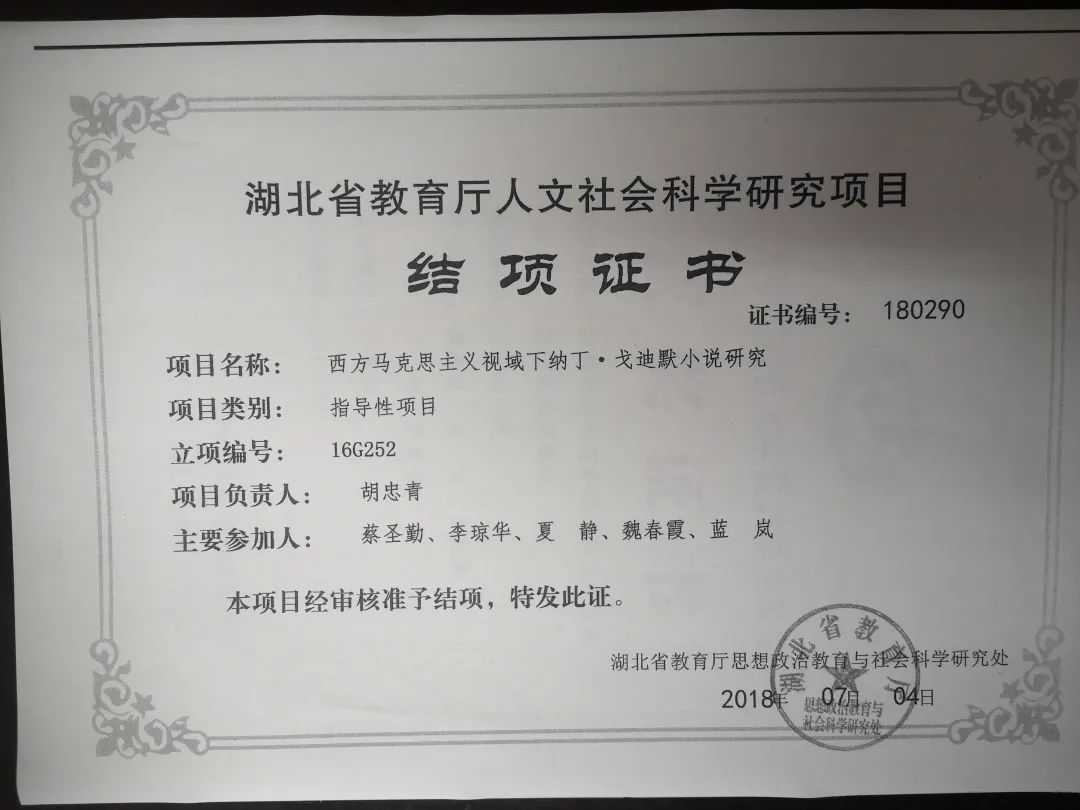 湖北省教育厅人文社会科学研究项目
结项证书
证书编号: 180290
项目名称: 西方马克思主义视域下纳丁·戈迪默小说研究
项目类别: 指导性项目
立项编号: 16G252
项目负责人: 胡忠青
主要参加人: 蔡圣勤、李琼华、夏 静、魏春霞、蓝 岚
本项目经审核准予结项，特发此证。
湖北省教育厅思想政治教育与社会科学研究处
2018年 07月 04日
湖北省教育厅
思想政治教育与
社会科学研究处